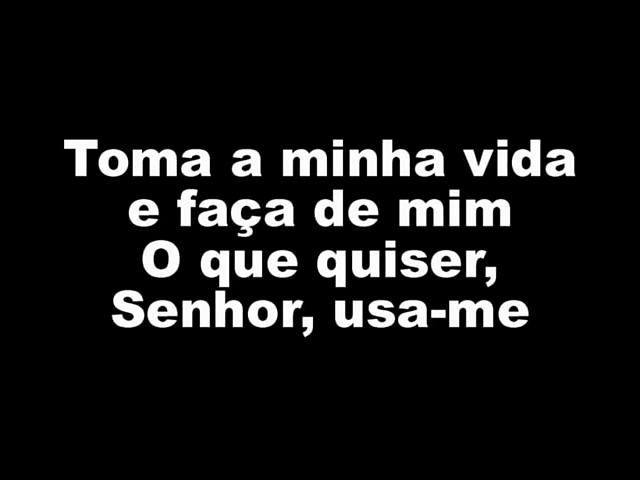 Toma a minha vida
e faça de mim
O que quiser,
Senhor, usa-me